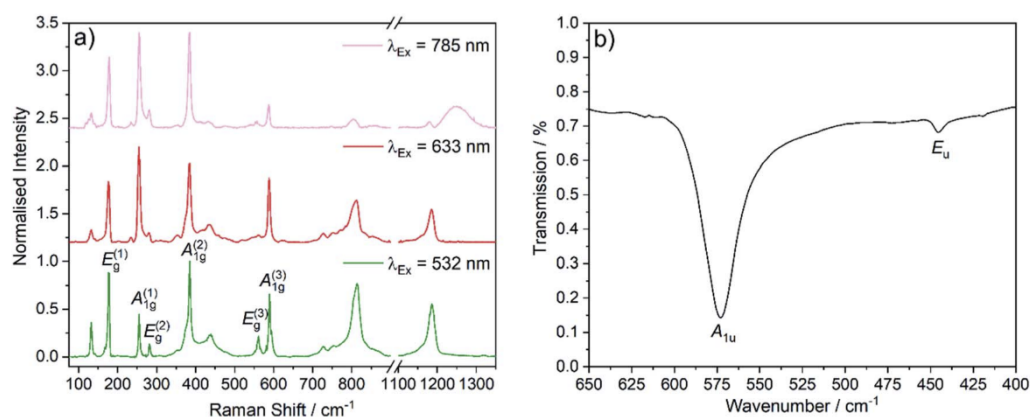 a)
λEx = 785 nm
λEx = 633 nm
λEx = 532 nm
Eg(1)
A1g(1)
Eg(2)
A1g(2)
Eg(3)
A1g(3)
Normalised Intensity
3.5
3.0
2.5
2.0
1.5
1.0
0.5
0.0
100 200 300 400 500 600 700 800 1100 1200 1300
Raman Shift / cm-1
b)
Transmission / %
1.0
0.9
0.8
0.7
0.6
0.5
0.4
0.3
0.2
0.1
0.0
Eu
A1u
650 625 600 575 550 525 500 475 450 425 400
Wavenumber / cm-1